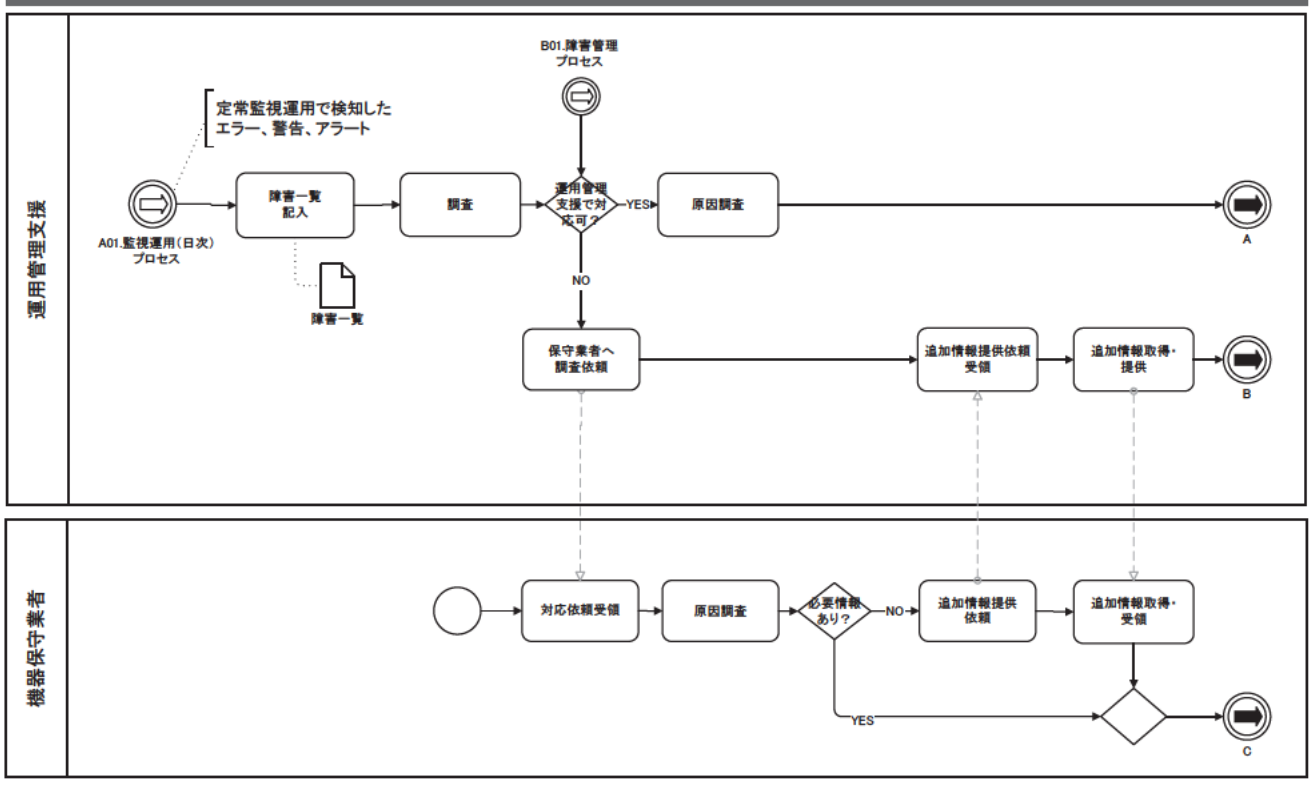 運用管理支援
B01.障害管理
プロセス
定常監視運用で検知した
エラー、警告、アラート
A01.監視運用(日次)
プロセス
障害一覧
記入
障害一覧
調査
運用管理
支援で対
応可?
YES
原因調査
A
NO
保守業者へ
調査依頼
追加情報提供依頼
受領
追加情報取得・
提供
B
機器保守業者
対応依頼受領
原因調査
必要情報
あり?
NO
追加情報提供
依頼
追加情報取得・
受領
YES
C